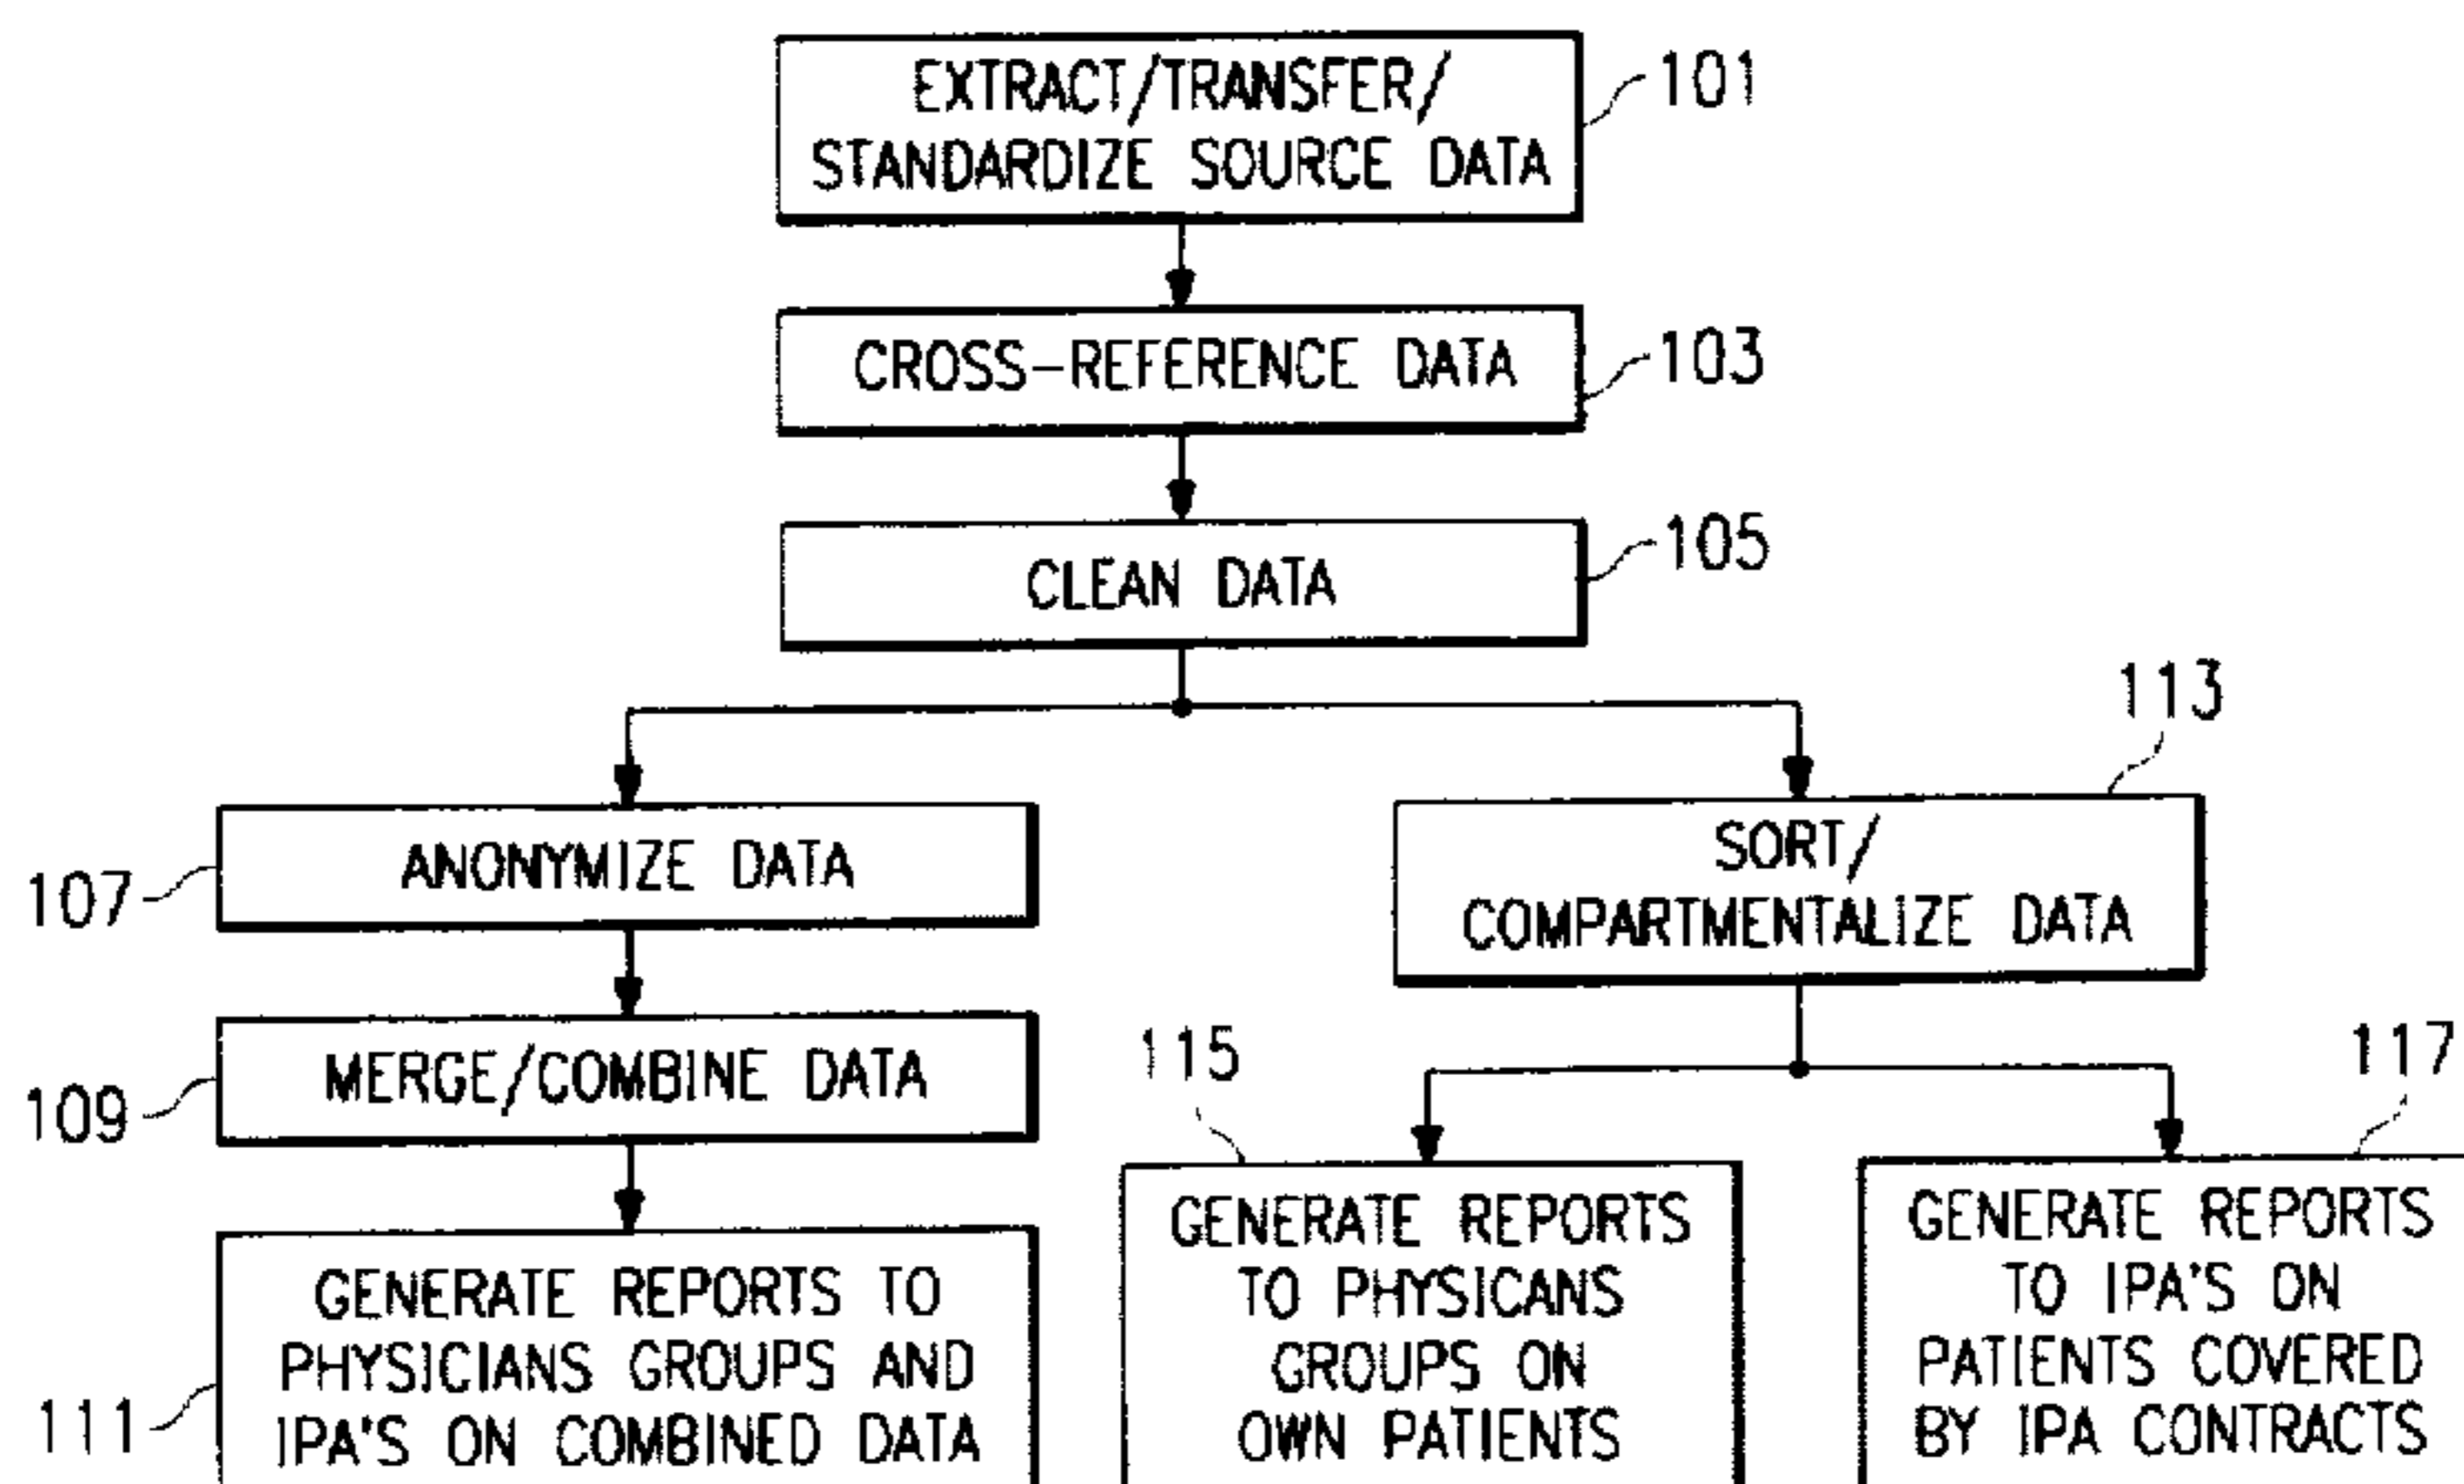 EXTRACT/TRANSFER/
STANDARDIZE SOURCE DATA
101
CROSS-REFERENCE DATA
103
CLEAN DATA
105
107
ANONYMIZE DATA
109
MERGE/COMBINE DATA
111
GENERATE REPORTS TO
PHYSICIANS GROUPS AND
IPA'S ON COMBINED DATA
113
SORT/
COMPARTMENTALIZE DATA
115
GENERATE REPORTS
TO PHYSICANS
GROUPS ON
OWN PATIENTS
117
GENERATE REPORTS
TO IPA'S ON
PATIENTS COVERED
BY IPA CONTRACTS